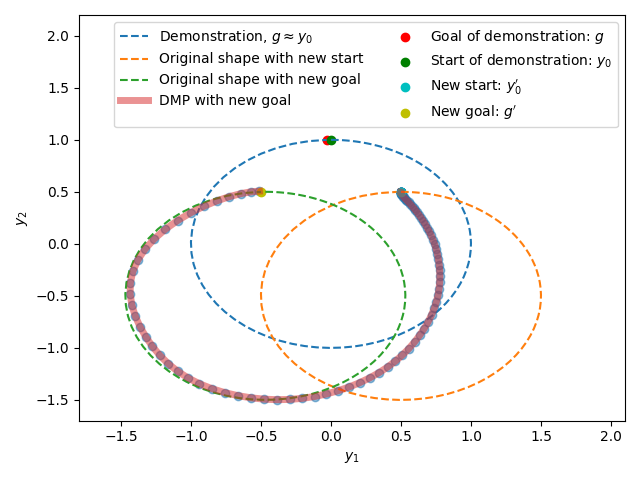 Demonstration, g ≈ y₀
Original shape with new start
Original shape with new goal
DMP with new goal
Goal of demonstration: g
Start of demonstration: y₀
New start: y₀′
New goal: g′
2.0
1.5
1.0
0.5
0.0
−0.5
−1.0
−1.5
y₂
−1.5 −1.0 −0.5 0.0 0.5 1.0 1.5 2.0
y₁